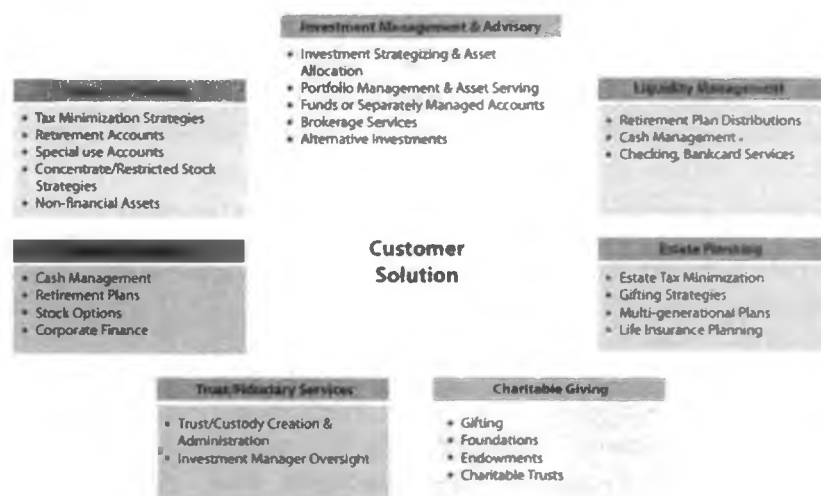 Investment Management & Advisory
• Investment Strategizing & Asset
Allocation
• Portfolio Management & Asset Serving
• Funds or Separately Managed Accounts
• Brokerage Services
• Alternative Investments
• Tax Minimization Strategies
• Retirement Accounts
• Special use Accounts
• Concentrate/Restricted Stock
Strategies
• Non-financial Assets
Liquidity Management
• Retirement Plan Distributions
• Cash Management
• Checking, Bankcard Services
Customer
Solution
• Cash Management
• Retirement Plans
• Stock Options
• Corporate Finance
Estate Planning
• Estate Tax Minimization
• Gifting Strategies
• Multi-generational Plans
• Life Insurance Planning
Trust/Fiduciary Services
• Trust/Custody Creation &
Administration
• Investment Manager Oversight
Charitable Giving
• Gifting
• Foundations
• Endowments
• Charitable Trusts